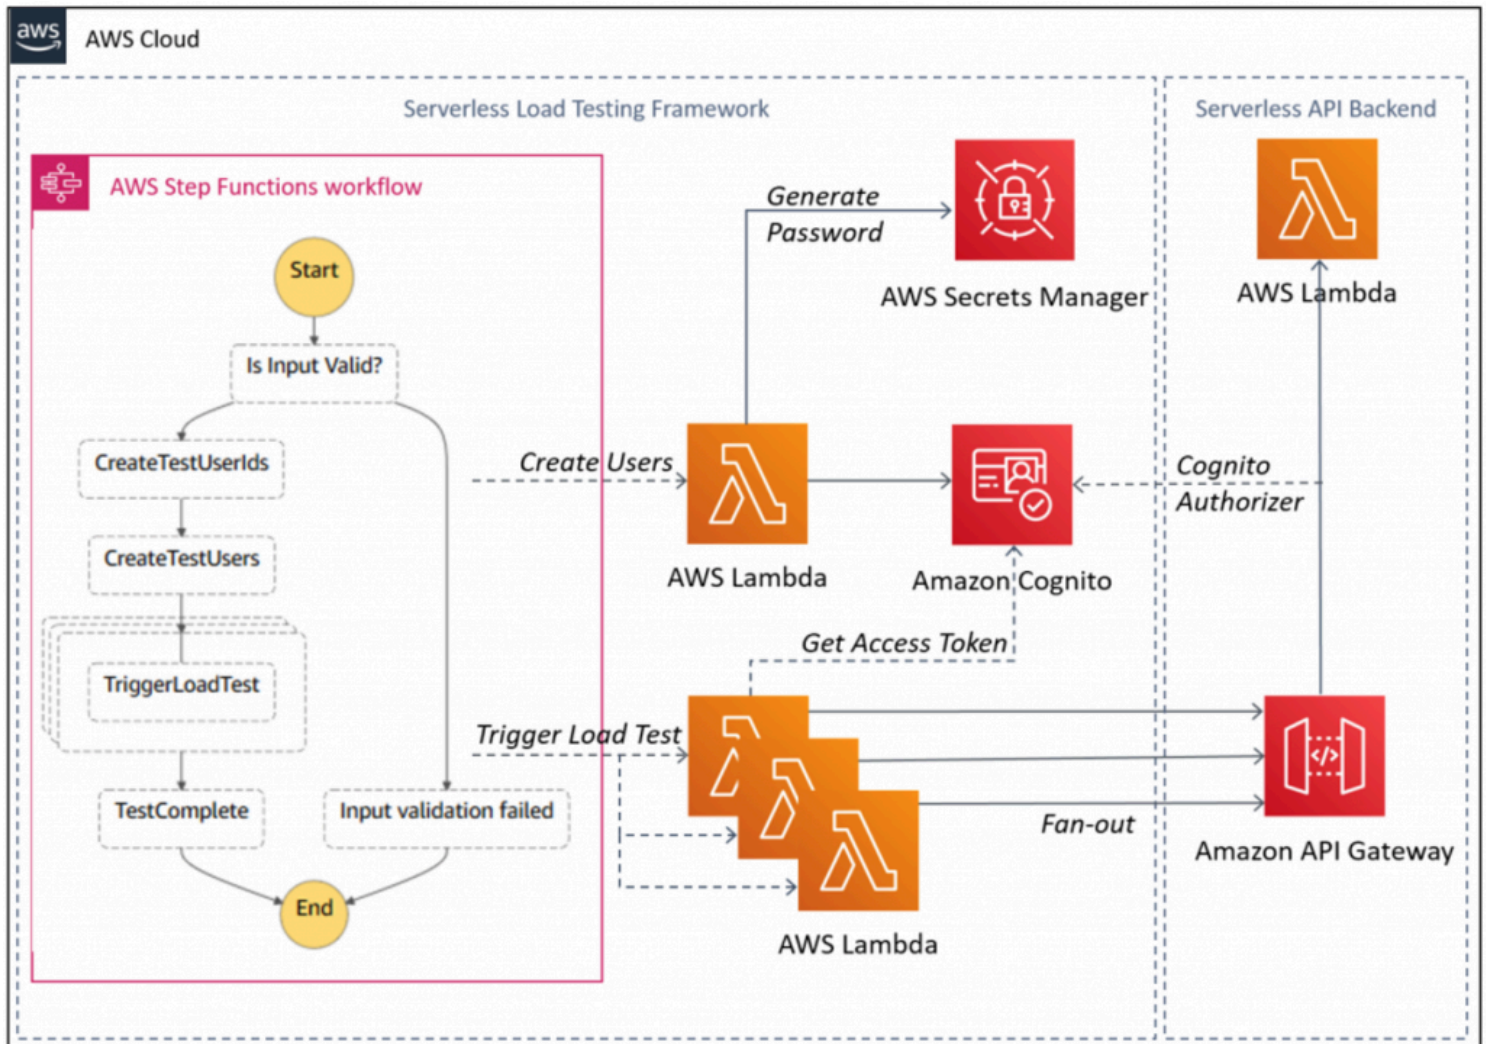 aws
AWS Cloud
Serverless Load Testing Framework
Serverless API Backend
AWS Step Functions workflow
Start
Is Input Valid?
CreateTestUserIds
CreateTestUsers
TriggerLoadTest
TestComplete
Input validation failed
End
Generate
Password
AWS Secrets Manager
AWS Lambda
Create Users
AWS Lambda
Amazon Cognito
Cognito
Authorizer
Get Access Token
Trigger Load Test
AWS Lambda
Fan-out
</>
Amazon API Gateway